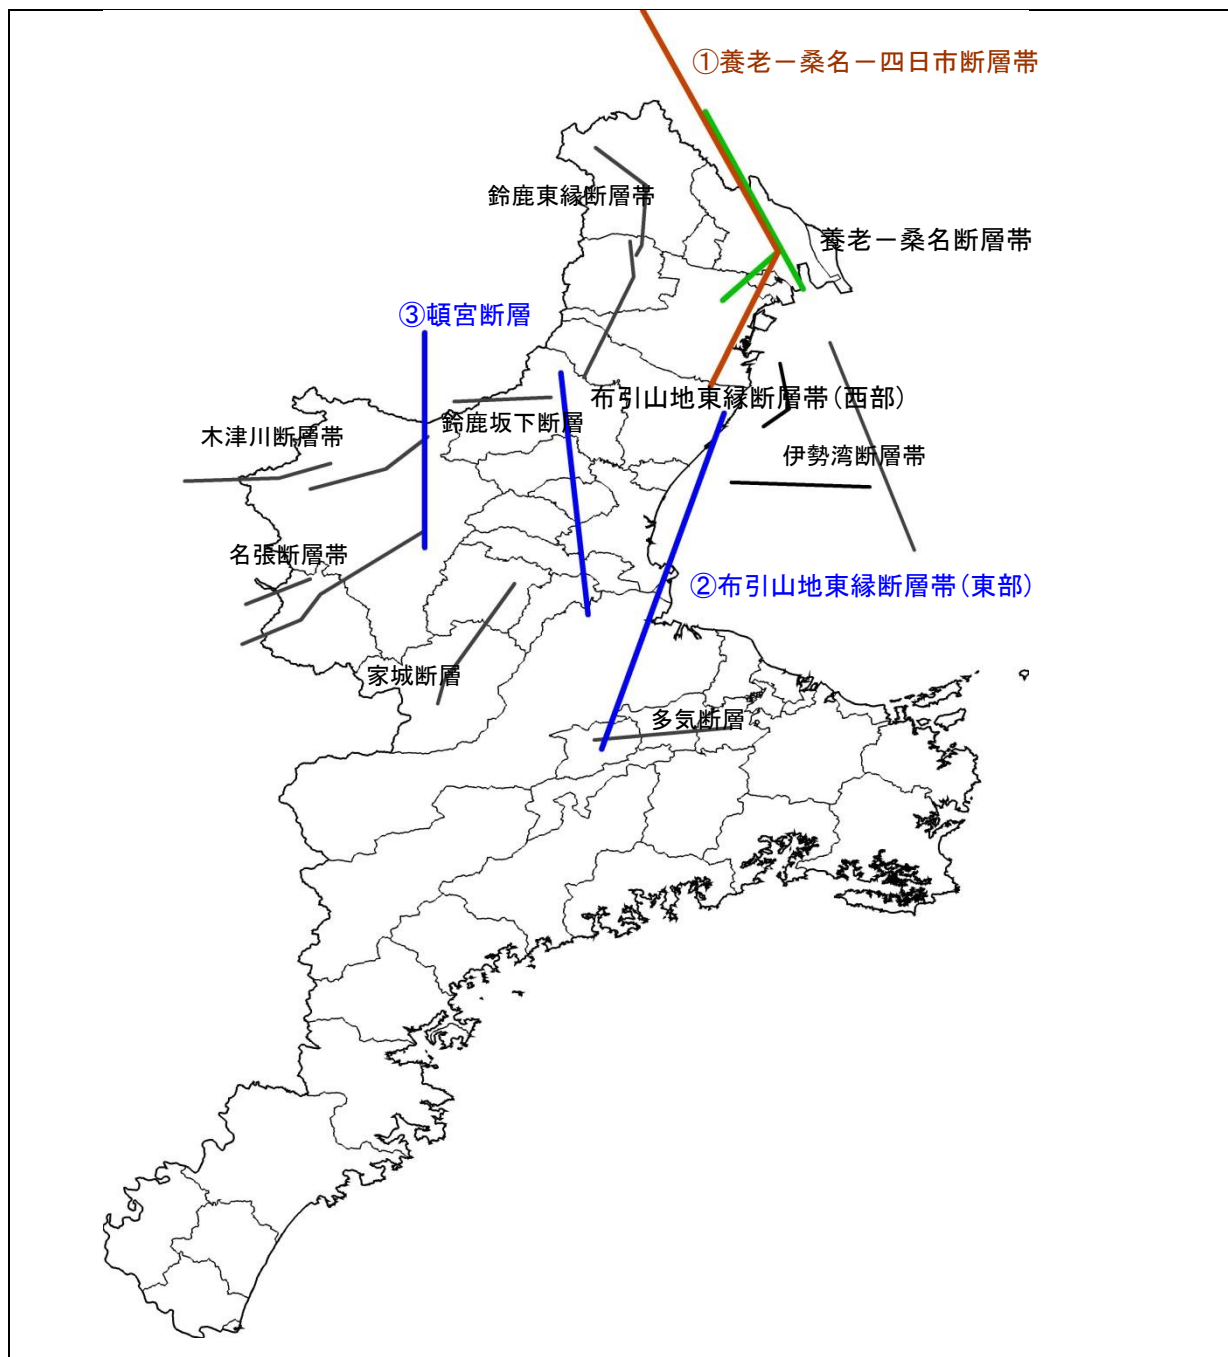 ①養老－桑名－四日市断層帯
鈴鹿東縁断層帯
養老－桑名断層帯
③頓宮断層
布引山地東縁断層帯(西部)
鈴鹿坂下断層
木津川断層帯
伊勢湾断層帯
名張断層帯
②布引山地東縁断層帯(東部)
家城断層
多気断層